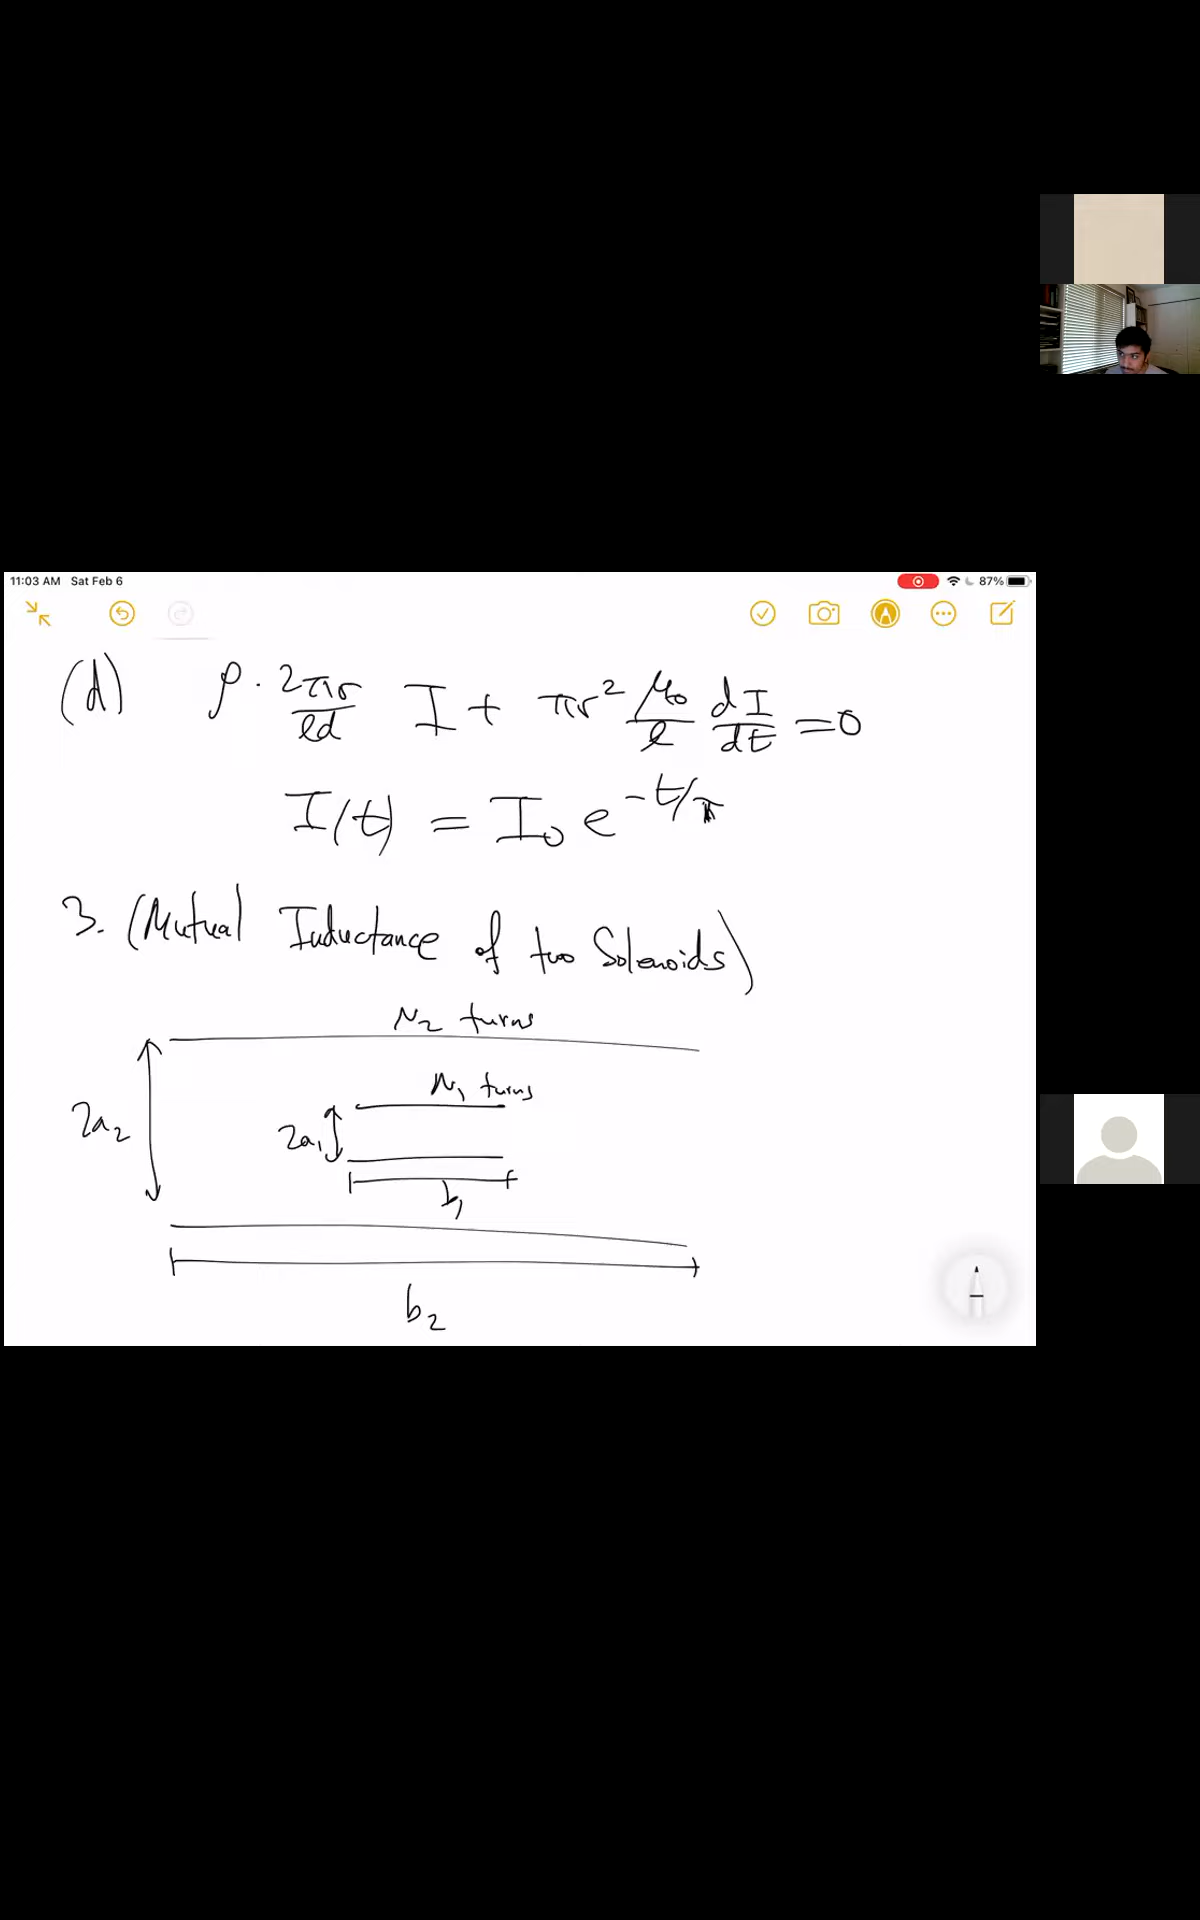 11:03 AM Sat Feb 6 87%
(d) ρ · 2πr/ld I + πr² μ₀/l dI/dt = 0
I(t) = I₀ e^(-t/τ)
3. (Mutual Inductance of two Solenoids)
N₂ turns
N₁ turns
2a₂
2a₁
b₁
b₂